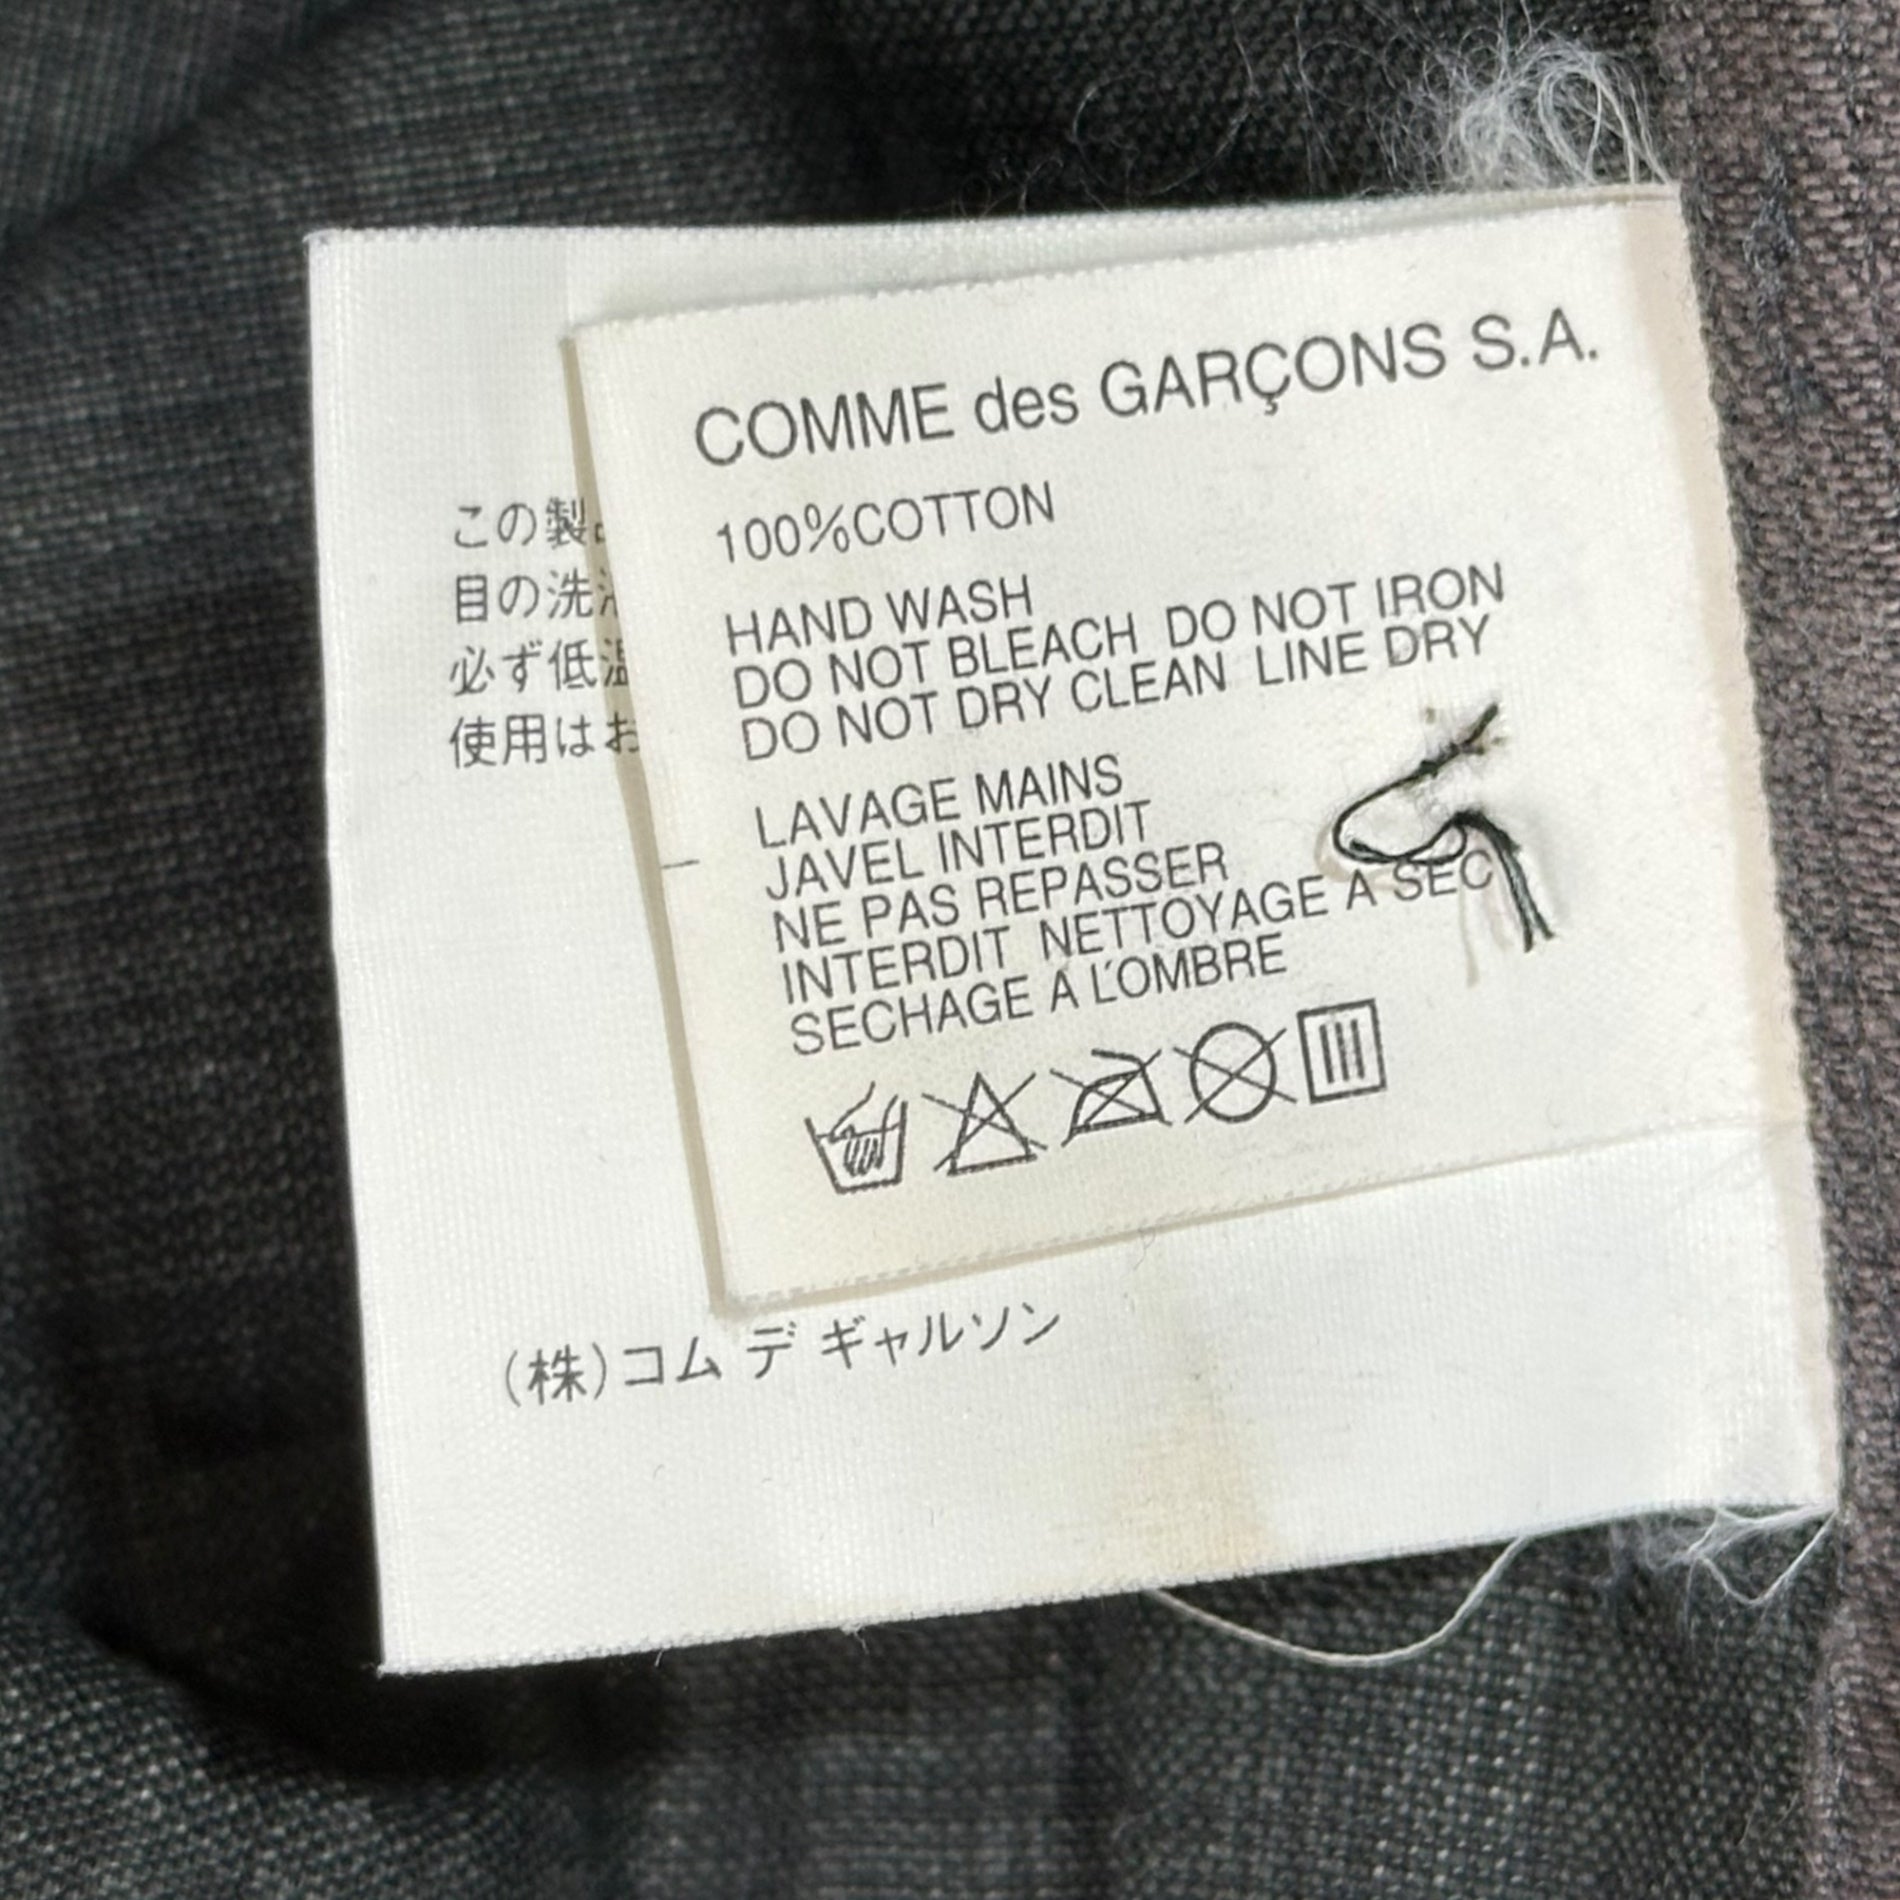 COMME des GARÇONS S.A.
100%COTTON
HAND WASH
DO NOT BLEACH DO NOT IRON
DO NOT DRY CLEAN LINE DRY
LAVAGE MAINS
JAVEL INTERDIT
NE PAS REPASSER
INTERDIT NETTOYAGE A SEC
SECHAGE A L'OMBRE
この製
目の洗
必ず低温
使用はお
(株)コム デ ギャルソン